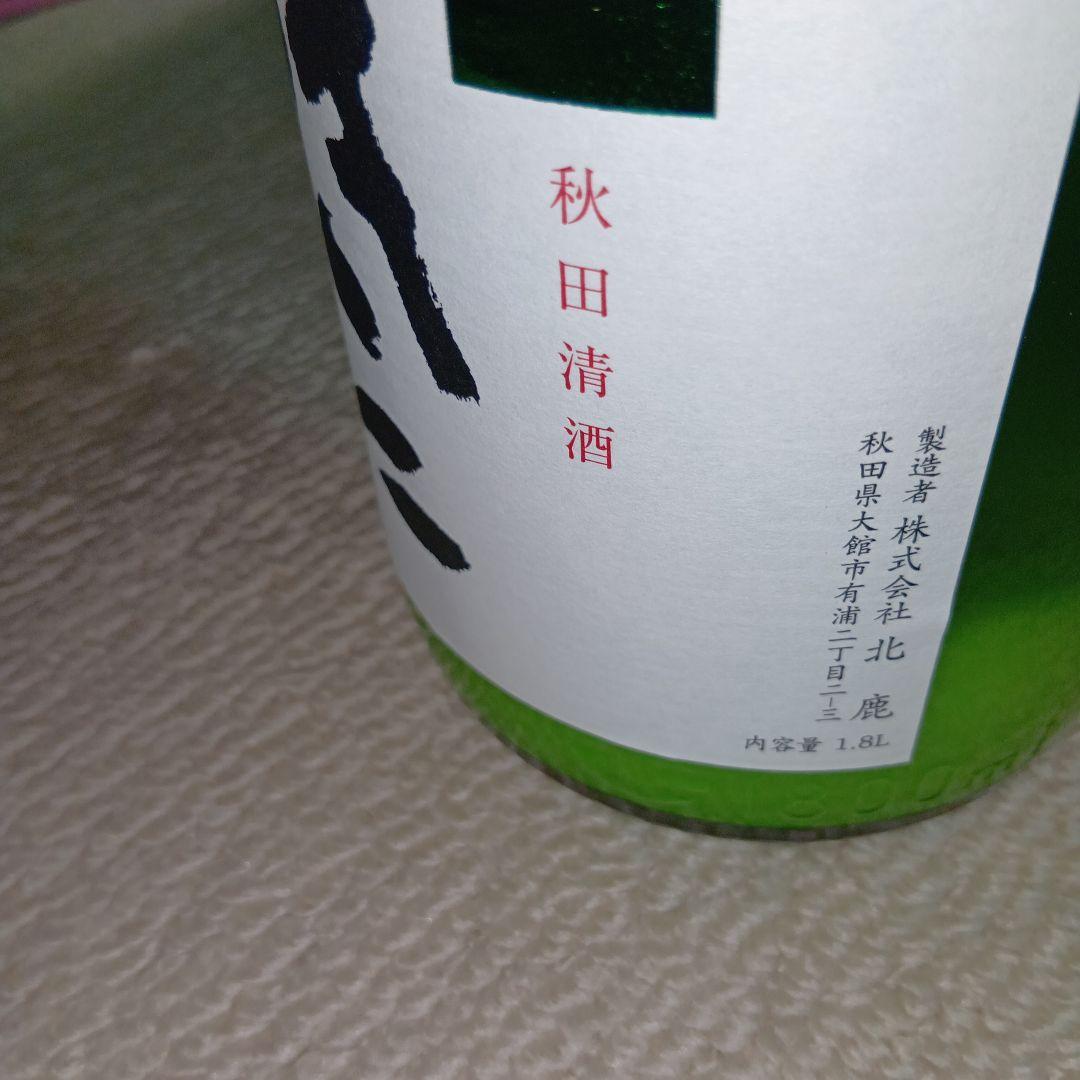 秋田清酒
製造者 株式会社 北鹿
秋田県大館市有浦二丁目二-三
内容量 1.8L
1800ml